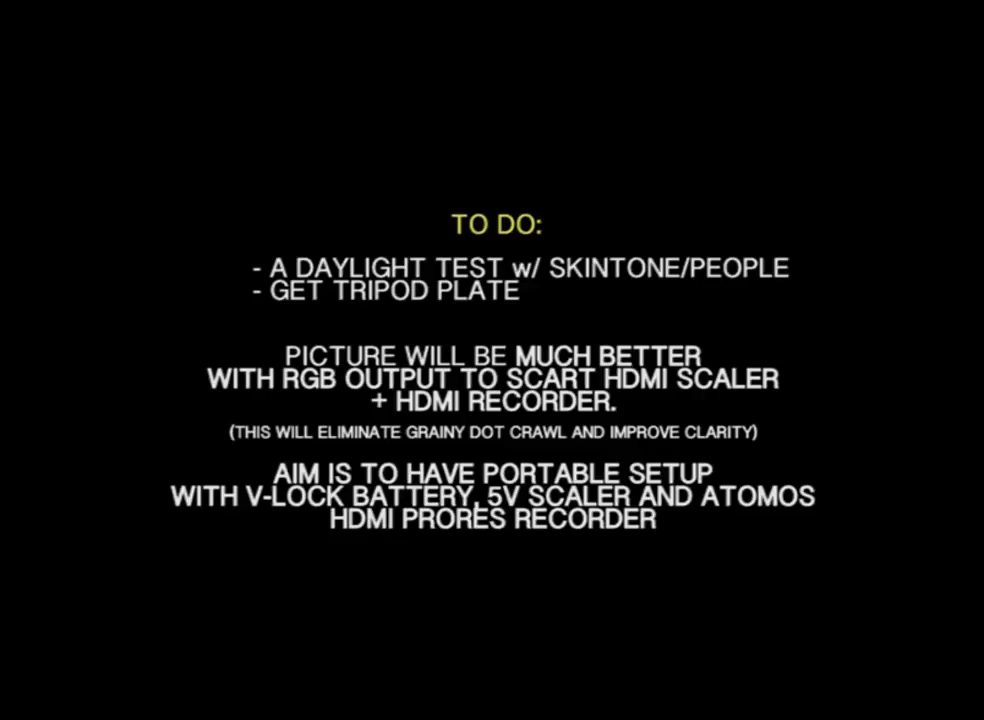 TO DO:
- A DAYLIGHT TEST w/ SKINTONE/PEOPLE
- GET TRIPOD PLATE
PICTURE WILL BE MUCH BETTER
WITH RGB OUTPUT TO SCART HDMI SCALER
+ HDMI RECORDER.
(THIS WILL ELIMINATE GRAINY DOT CRAWL AND IMPROVE CLARITY)
AIM IS TO HAVE PORTABLE SETUP
WITH V-LOCK BATTERY, 5V SCALER AND ATOMOS
HDMI PRORES RECORDER